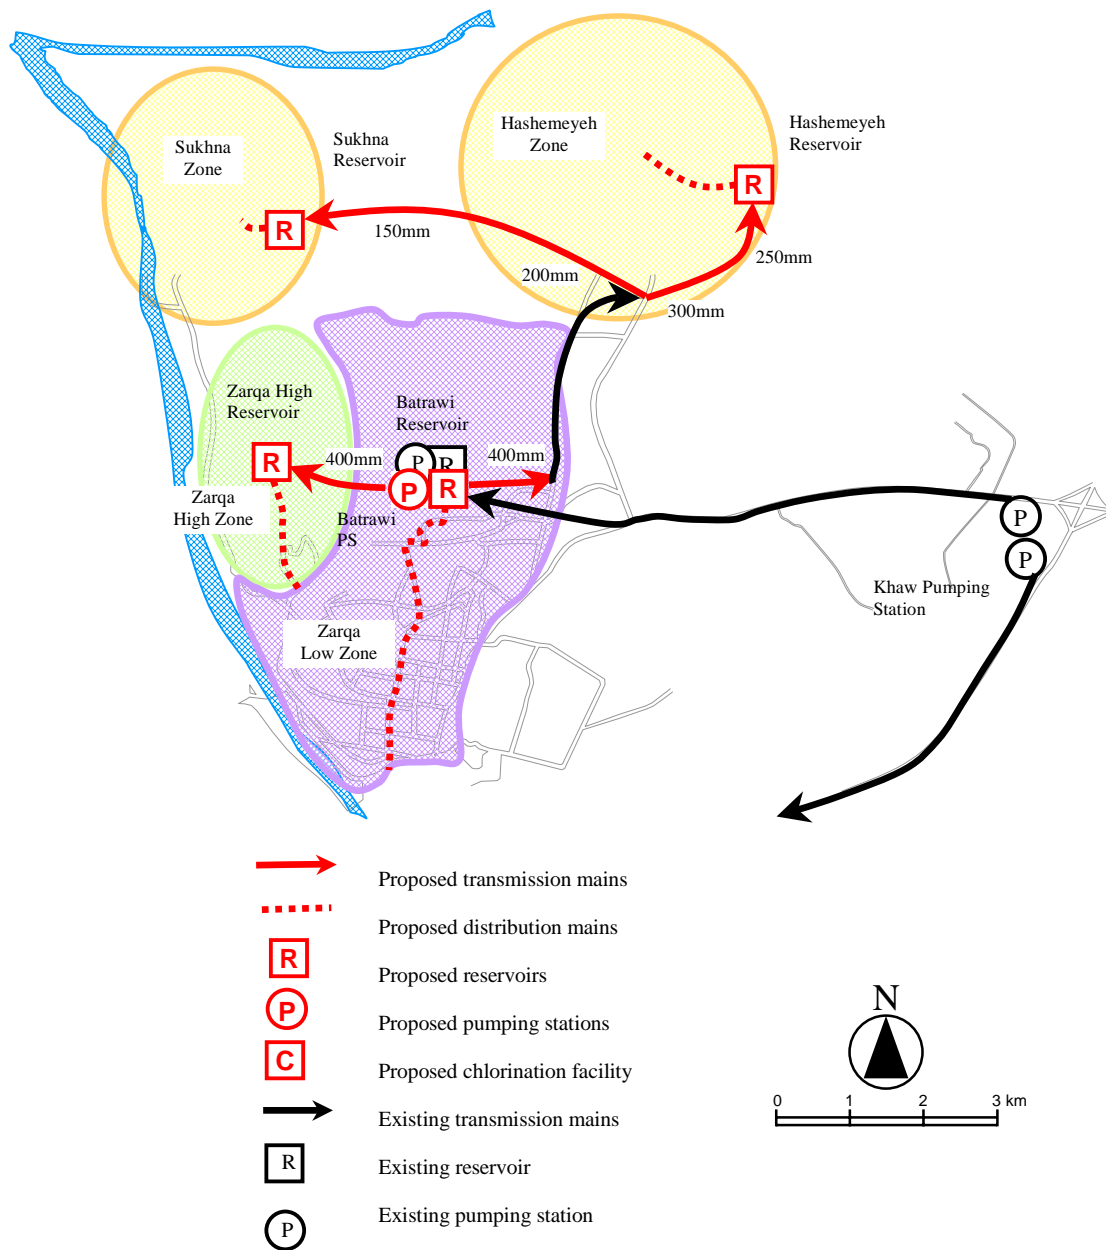 Sukhna
Zone
Sukhna
Reservoir
Hashemeyeh
Zone
Hashemeyeh
Reservoir
R
R
150mm
200mm
250mm
300mm
Zarqa High
Reservoir
Batrawi
Reservoir
R
400mm
P
R
400mm
P
R
Zarqa
High Zone
Batrawi
PS
P
P
Khaw Pumping
Station
Zarqa
Low Zone
Proposed transmission mains
Proposed distribution mains
R
Proposed reservoirs
P
Proposed pumping stations
C
Proposed chlorination facility
Existing transmission mains
R
Existing reservoir
P
Existing pumping station
N
0 1 2 3 km